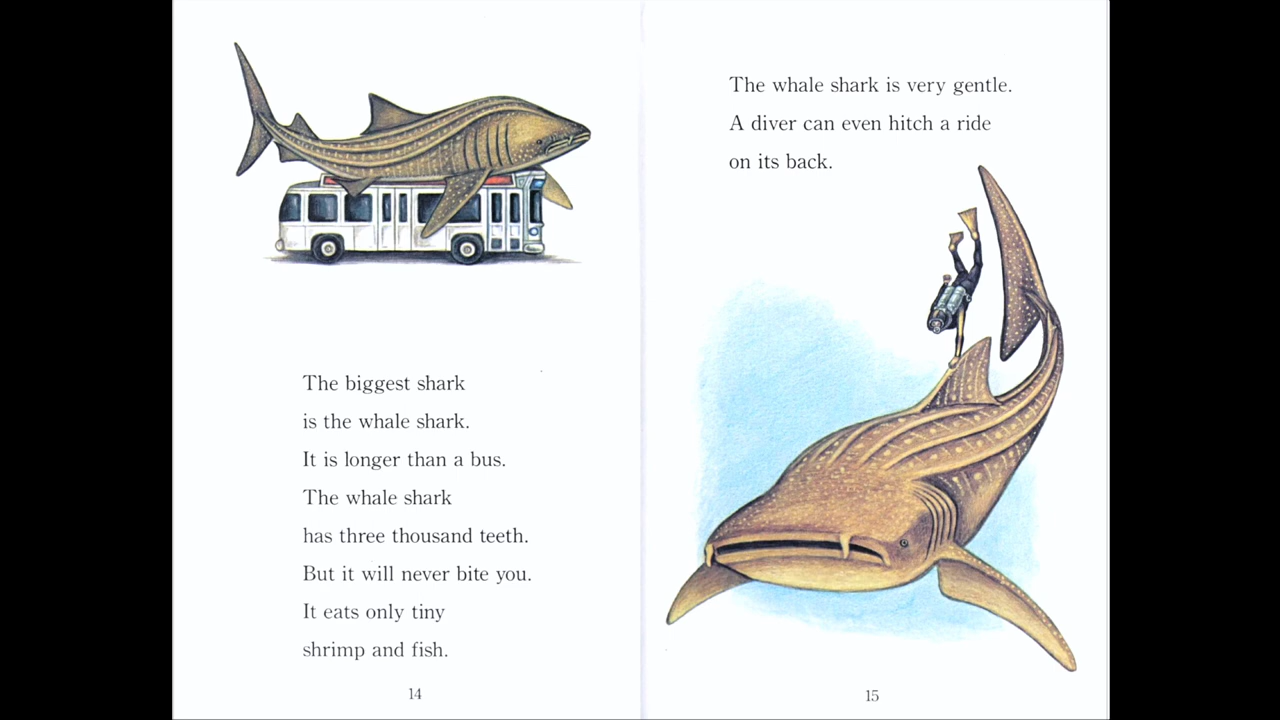 The biggest shark
is the whale shark.
It is longer than a bus.
The whale shark
has three thousand teeth.
But it will never bite you.
It eats only tiny
shrimp and fish.
14
The whale shark is very gentle.
A diver can even hitch a ride
on its back.
15